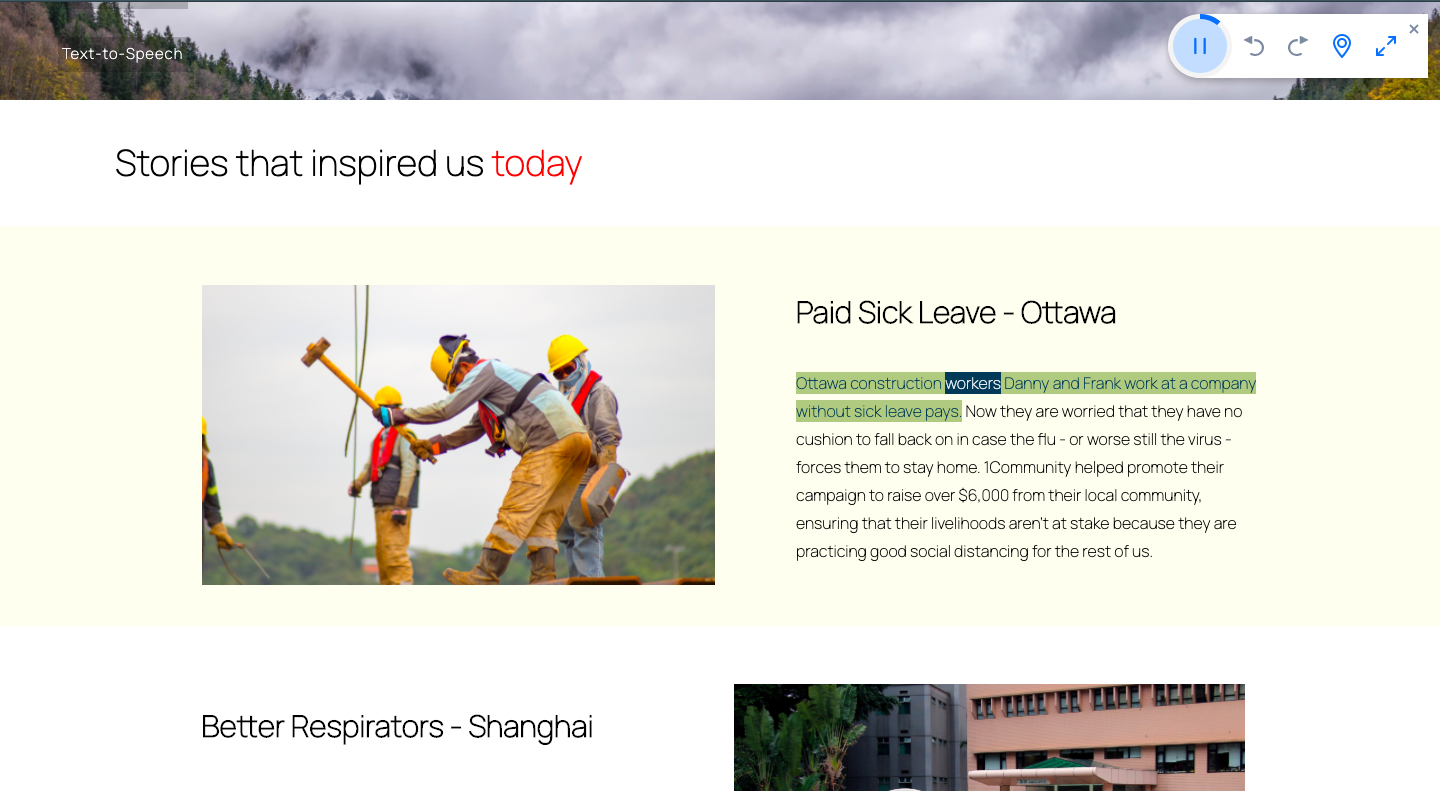 Text-to-Speech
Stories that inspired us today
Paid Sick Leave - Ottawa
Ottawa construction workers Danny and Frank work at a company
without sick leave pays. Now they are worried that they have no
cushion to fall back on in case the flu - or worse still the virus -
forces them to stay home. 1Community helped promote their
campaign to raise over $6,000 from their local community,
ensuring that their livelihoods aren't at stake because they are
practicing good social distancing for the rest of us.
Better Respirators - Shanghai